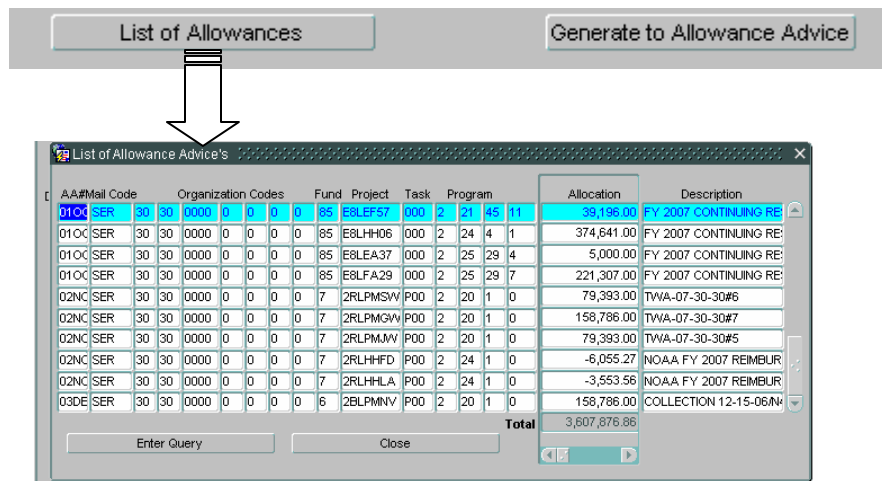 List of Allowances Generate to Allowance Advice
List of Allowance Advice's
AA# Mail Code Organization Codes Fund Project Task Program Allocation Description
01OC SER 30 30 0000 0 0 0 0 85 E8LEF57 000 2 21 45 11 39,196.00 FY 2007 CONTINUING RE
01OC SER 30 30 0000 0 0 0 0 85 E8LHH06 000 2 24 4 1 374,641.00 FY 2007 CONTINUING RE
01OC SER 30 30 0000 0 0 0 0 85 E8LEA37 000 2 25 29 4 5,000.00 FY 2007 CONTINUING RE
01OC SER 30 30 0000 0 0 0 0 85 E8LFA29 000 2 25 29 7 221,307.00 FY 2007 CONTINUING RE
02NC SER 30 30 0000 0 0 0 0 7 2RLPMSW P00 2 20 1 0 79,393.00 TWA-07-30-30#6
02NC SER 30 30 0000 0 0 0 0 7 2RLPMGW P00 2 20 1 0 158,786.00 TWA-07-30-30#7
02NC SER 30 30 0000 0 0 0 0 7 2RLPMJW P00 2 20 1 0 79,393.00 TWA-07-30-30#5
02NC SER 30 30 0000 0 0 0 0 7 2RLHHFD P00 2 24 1 0 -6,055.27 NOAA FY 2007 REIMBUR
02NC SER 30 30 0000 0 0 0 0 7 2RLHHLA P00 2 24 1 0 -3,553.56 NOAA FY 2007 REIMBUR
03DE SER 30 30 0000 0 0 0 0 6 2BLPMNV P00 2 20 1 0 158,786.00 COLLECTION 12-15-06/N
Total 3,607,876.86
Enter Query Close